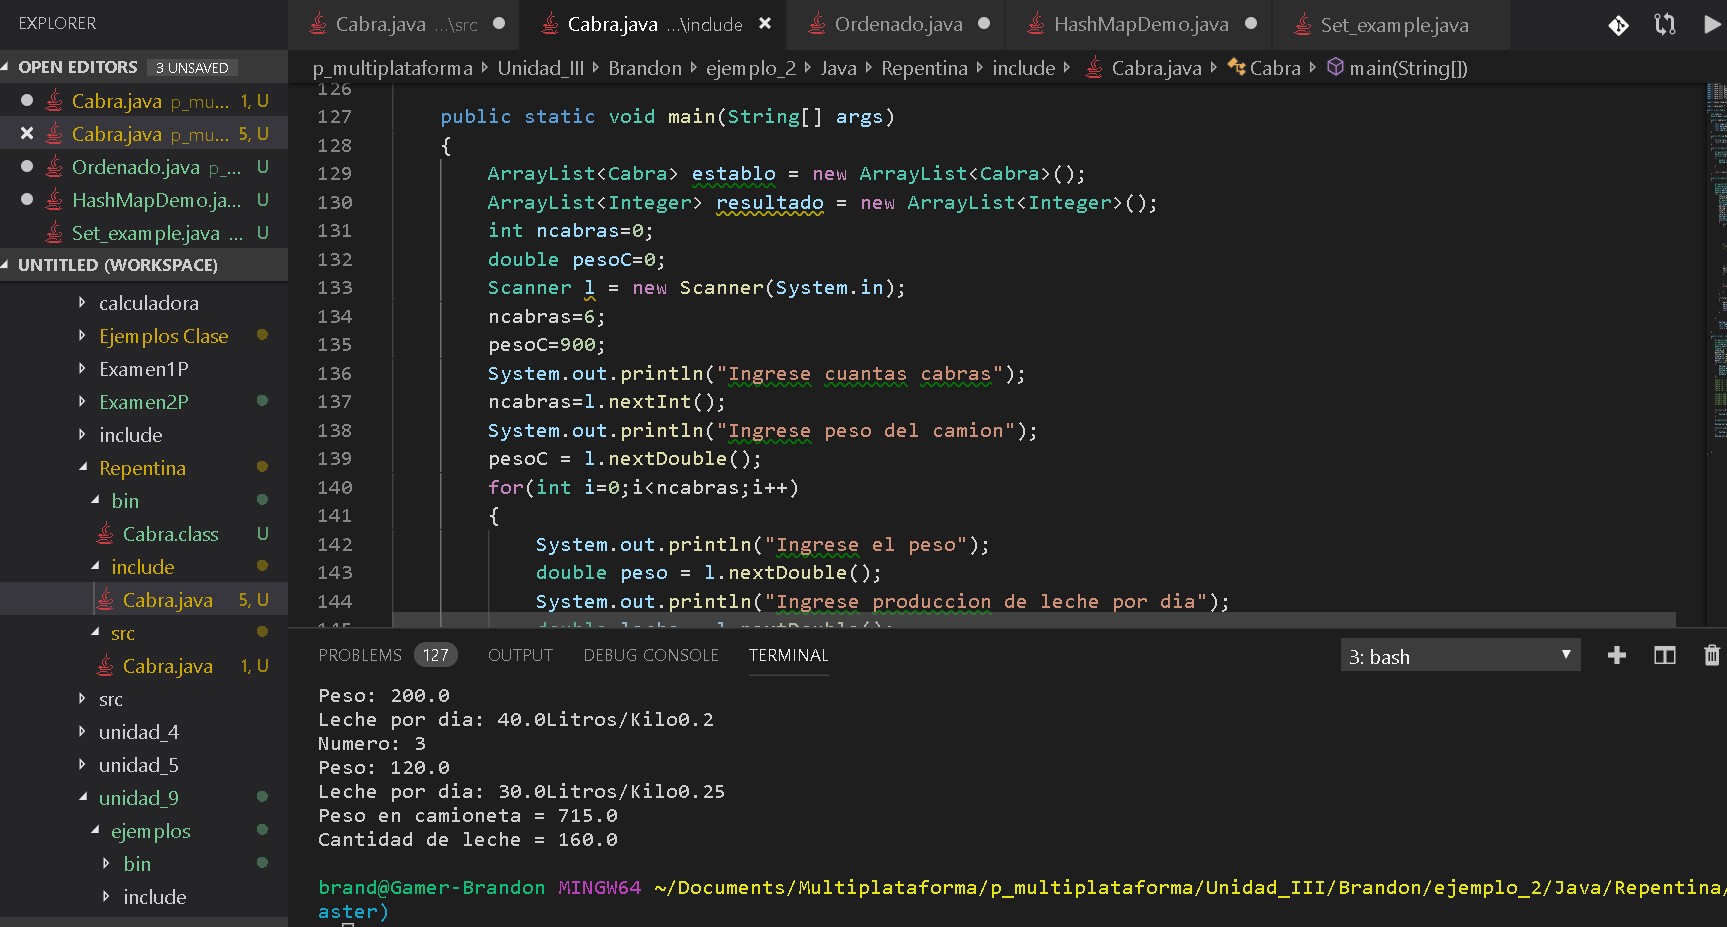 EXPLORER
OPEN EDITORS 3 UNSAVED
Cabra.java p_mu... 1, U
Cabra.java p_mu... 5, U
Ordenado.java p_... U
HashMapDemo.ja... U
Set_example.java ... U
UNTITLED (WORKSPACE)
calculadora
Ejemplos Clase
Examen1P
Examen2P
include
Repentina
bin
Cabra.class U
include
Cabra.java 5, U
src
Cabra.java 1, U
src
unidad_4
unidad_5
unidad_9
ejemplos
bin
include
Cabra.java ...\src
Cabra.java ...\include
Ordenado.java
HashMapDemo.java
Set_example.java
p_multiplataforma Unidad_III Brandon ejemplo_2 Java Repentina include Cabra.java Cabra main(String[])
126
127 public static void main(String[] args)
128 {
129 ArrayList<Cabra> establo = new ArrayList<Cabra>();
130 ArrayList<Integer> resultado = new ArrayList<Integer>();
131 int ncabras=0;
132 double pesoC=0;
133 Scanner l = new Scanner(System.in);
134 ncabras=6;
135 pesoC=900;
136 System.out.println("Ingrese cuantas cabras");
137 ncabras=l.nextInt();
138 System.out.println("Ingrese peso del camion");
139 pesoC = l.nextDouble();
140 for(int i=0;i<ncabras;i++)
141 {
142 System.out.println("Ingrese el peso");
143 double peso = l.nextDouble();
144 System.out.println("Ingrese produccion de leche por dia");
PROBLEMS 127 OUTPUT DEBUG CONSOLE TERMINAL 3: bash
Peso: 200.0
Leche por dia: 40.0Litros/Kilo0.2
Numero: 3
Peso: 120.0
Leche por dia: 30.0Litros/Kilo0.25
Peso en camioneta = 715.0
Cantidad de leche = 160.0
brand@Gamer-Brandon MINGW64 ~/Documents/Multiplataforma/p_multiplataforma/Unidad_III/Brandon/ejemplo_2/Java/Repentina/
aster)